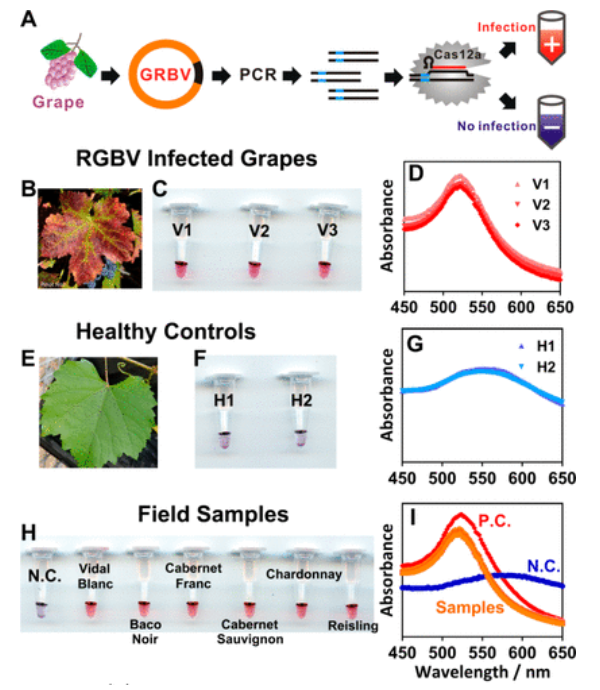 A
Grape
GRBV
PCR
Cas12a
Infection
No infection
RGBV Infected Grapes
B
C
V1
V2
V3
D
Absorbance
V1
V2
V3
450 500 550 600 650
Healthy Controls
E
F
H1
H2
G
Absorbance
H1
H2
450 500 550 600 650
Field Samples
H
N.C.
Vidal
Blanc
Baco
Noir
Cabernet
Franc
Cabernet
Sauvignon
Chardonnay
Reisling
I
Absorbance
P.C.
N.C.
Samples
450 500 550 600 650
Wavelength / nm